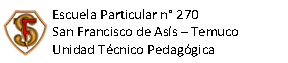 Escuela Particular n° 270
San Francisco de Asís – Temuco
Unidad Técnico Pedagógica